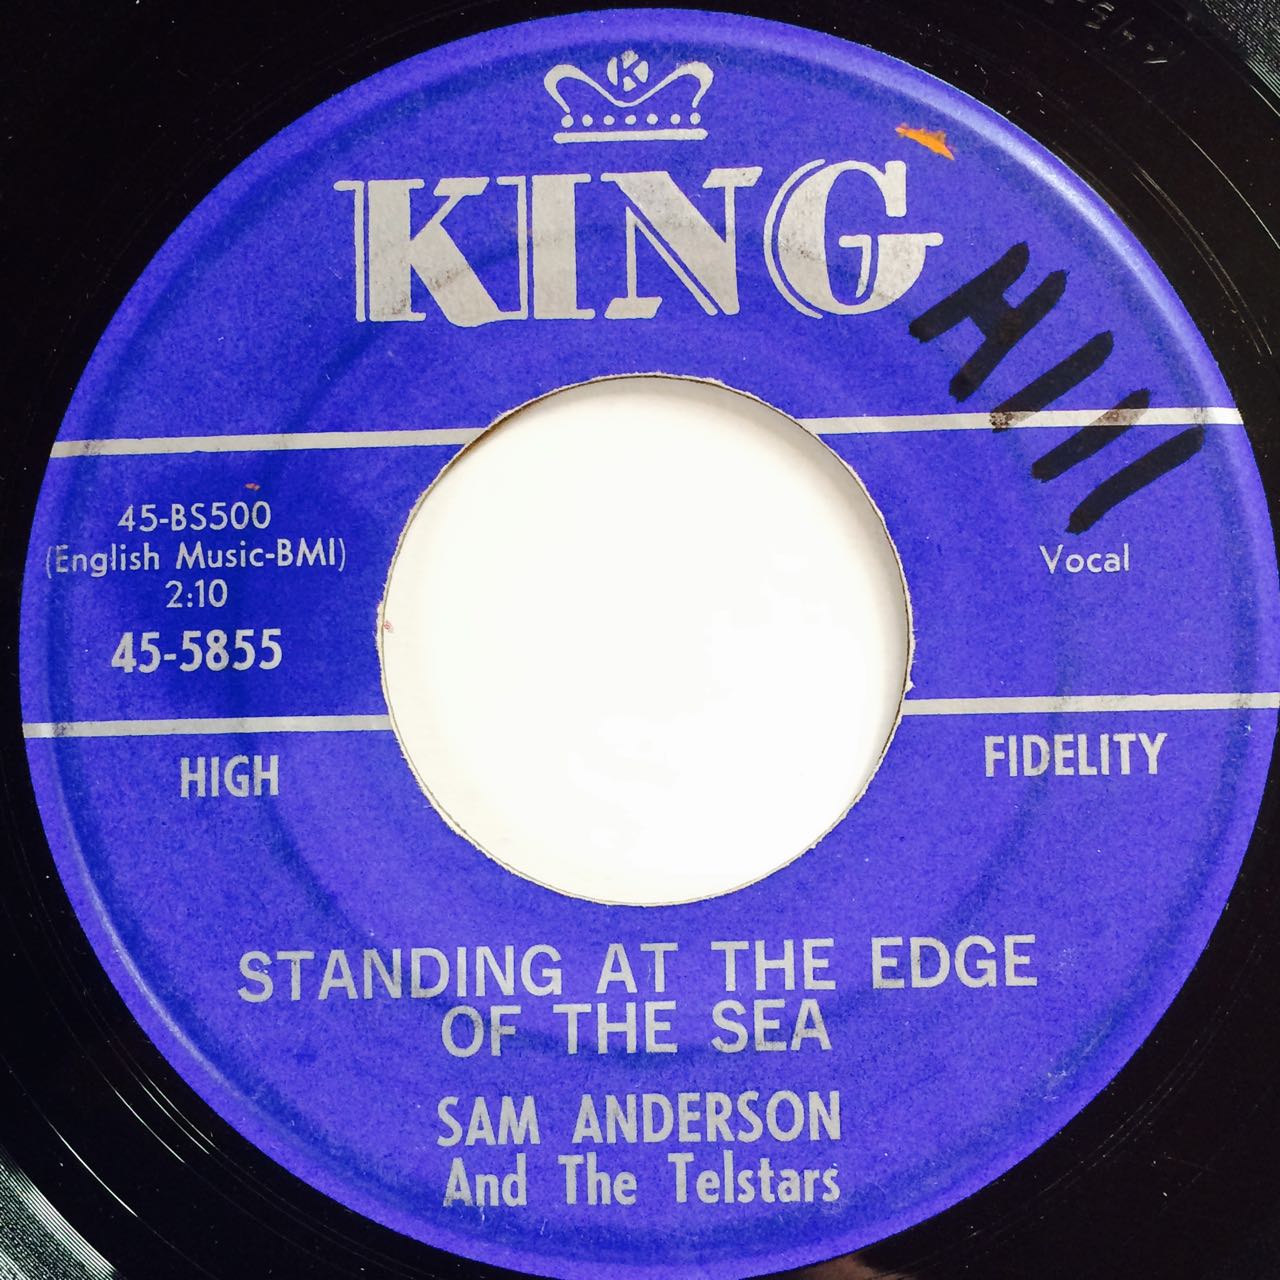 K
KING
HIII
45-BS500
(English Music-BMI)
2:10
45-5855
Vocal
HIGH
FIDELITY
STANDING AT THE EDGE
OF THE SEA
SAM ANDERSON
And The Telstars